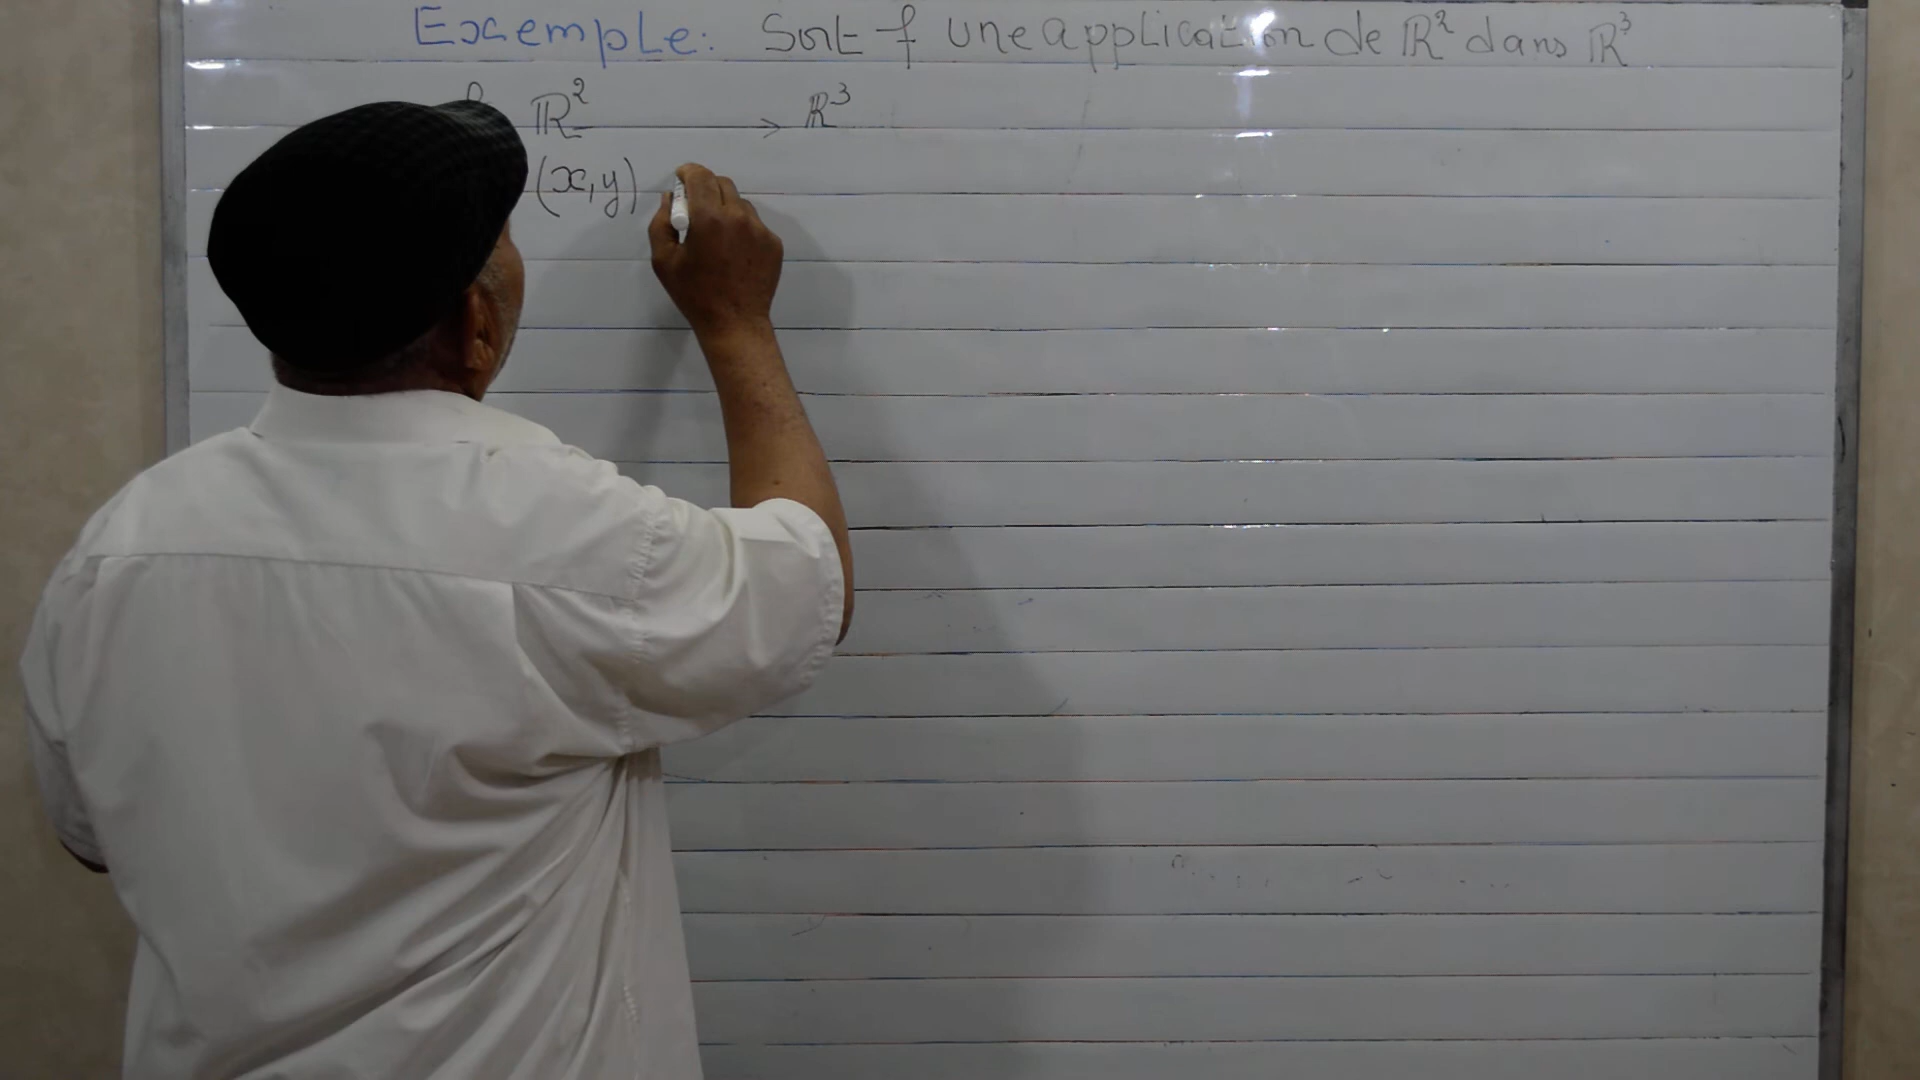 Exemple: Soit f une application de ℝ² dans ℝ³
ℝ² → ℝ³
(x,y)